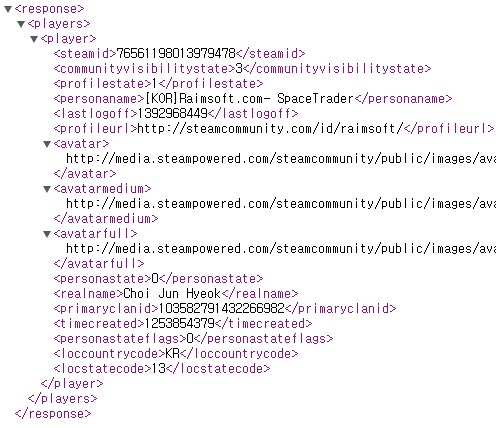 <response>
<players>
<player>
<steamid>76561198013979478</steamid>
<communityvisibilitystate>3</communityvisibilitystate>
<profilestate>1</profilestate>
<personaname>[KOR]Raimsoft.com- SpaceTrader</personaname>
<lastlogoff>1392968449</lastlogoff>
<profileurl>http://steamcommunity.com/id/raimsoft/</profileurl>
<avatar>
http://media.steampowered.com/steamcommunity/public/images/ava
</avatar>
<avatarmedium>
http://media.steampowered.com/steamcommunity/public/images/ava
</avatarmedium>
<avatarfull>
http://media.steampowered.com/steamcommunity/public/images/ava
</avatarfull>
<personastate>0</personastate>
<realname>Choi Jun Hyeok</realname>
<primaryclanid>103582791432266982</primaryclanid>
<timecreated>1253854379</timecreated>
<personastateflags>0</personastateflags>
<loccountrycode>KR</loccountrycode>
<locstatecode>13</locstatecode>
</player>
</players>
</response>